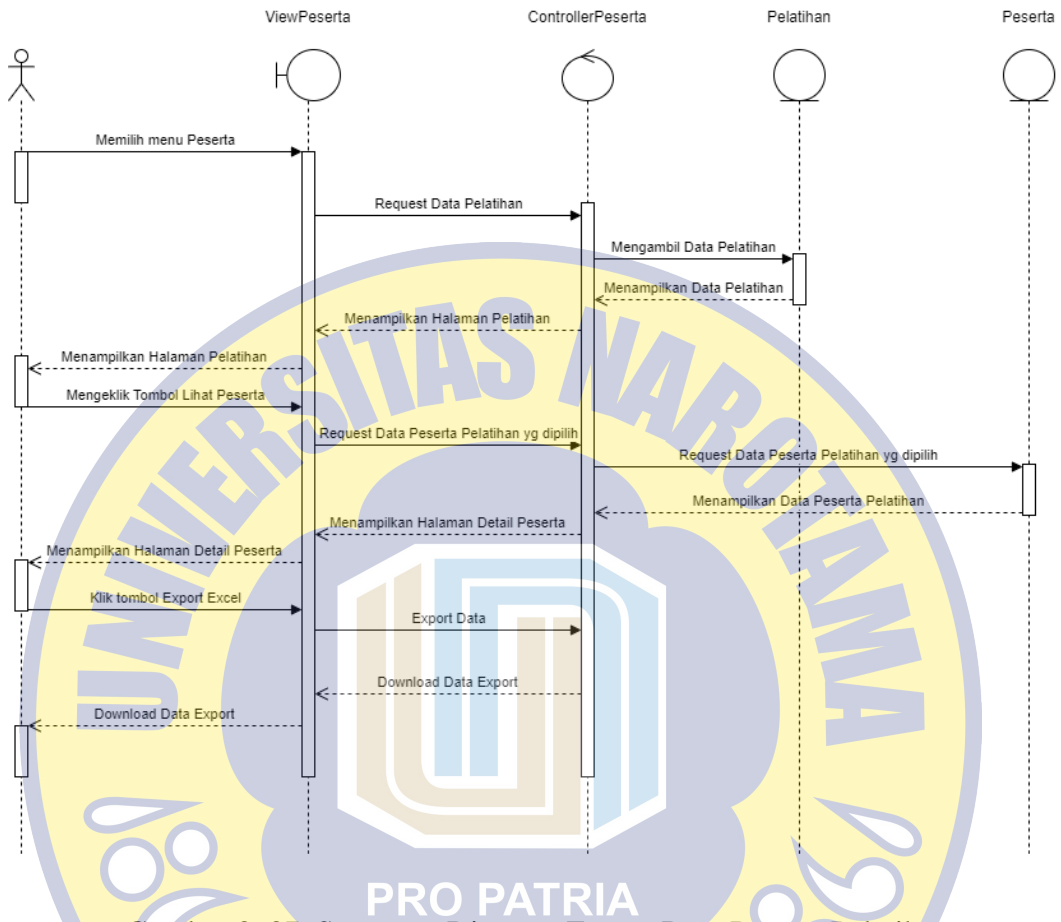 ViewPeserta
ControllerPeserta
Pelatihan
Peserta
Memilih menu Peserta
Request Data Pelatihan
Mengambil Data Pelatihan
Menampilkan Data Pelatihan
Menampilkan Halaman Pelatihan
Menampilkan Halaman Pelatihan
Mengeklik Tombol Lihat Peserta
Request Data Peserta Pelatihan yg dipilih
Request Data Peserta Pelatihan yg dipilih
Menampilkan Data Peserta Pelatihan
Menampilkan Halaman Detail Peserta
Menampilkan Halaman Detail Peserta
Klik tombol Export Excel
Export Data
Download Data Export
Download Data Export
UNIVERSITAS NAROTAMA
PRO PATRIA